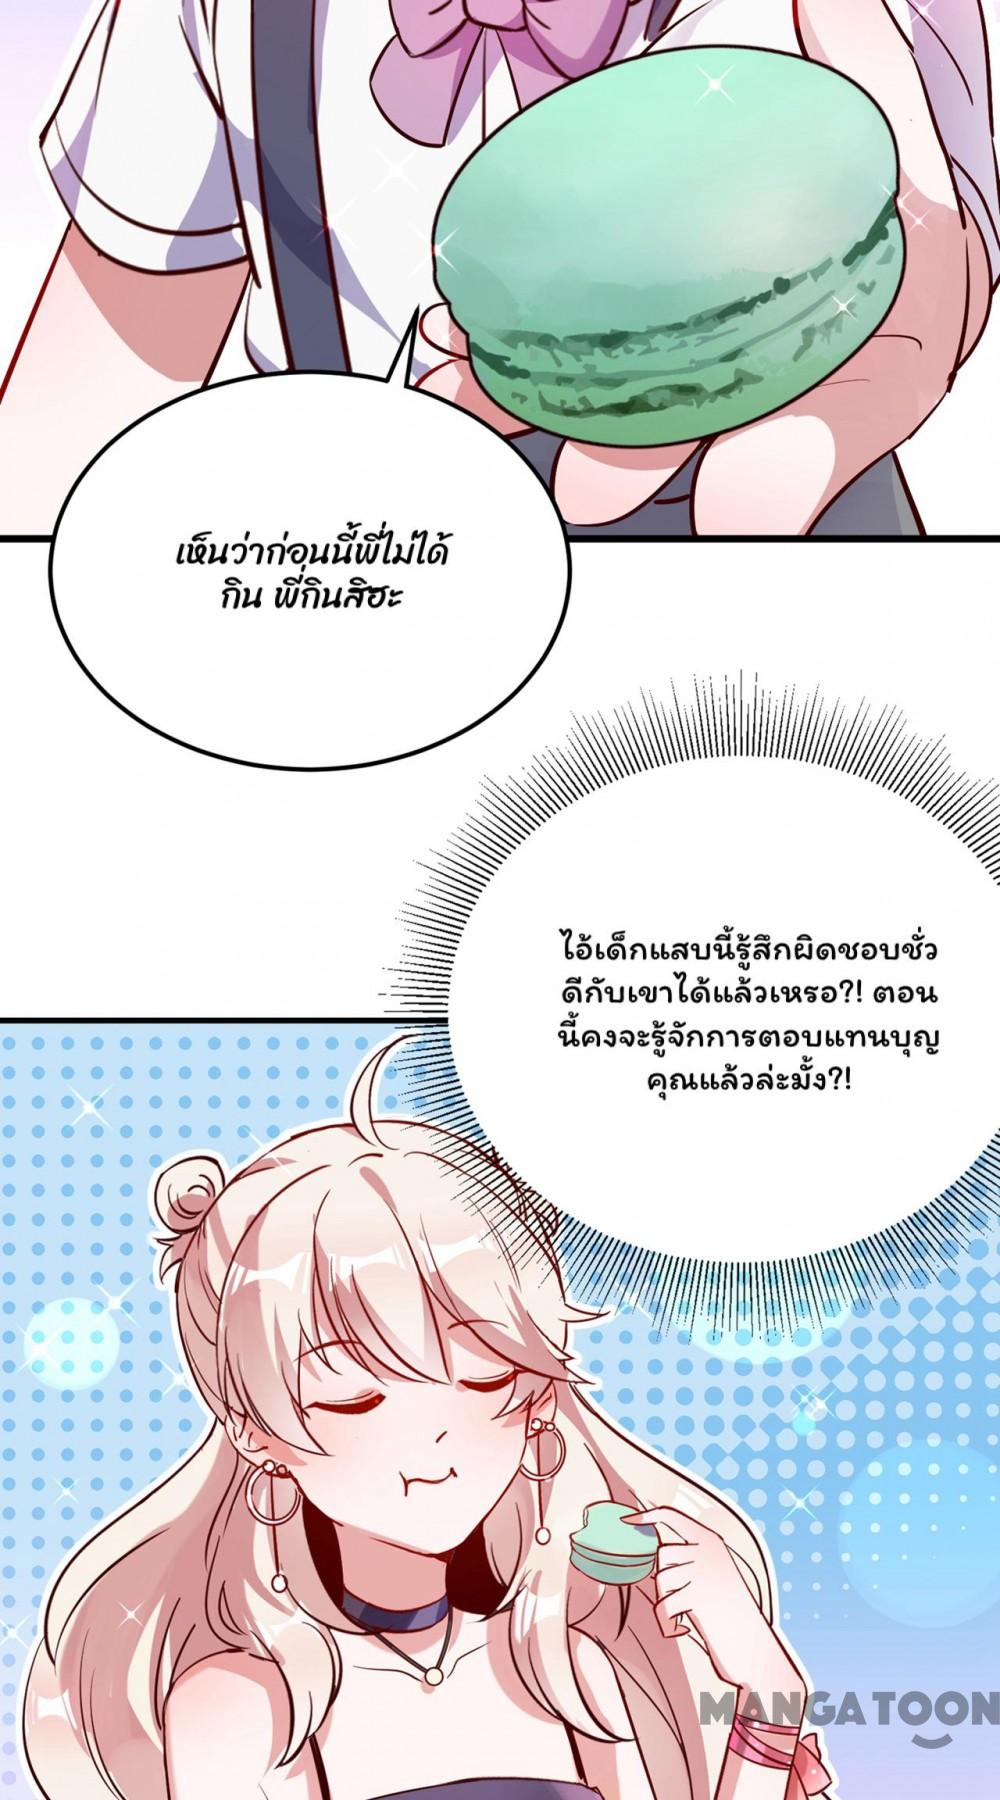 เห็นว่าก่อนนี้พี่ไม่ได้
กิน พี่กินสิฮะ
ไอ้เด็กแสบนี้รู้สึกผิดชอบชั่ว
ดีกับเขาได้แล้วเหรอ?! ตอน
นี้คงจะรู้จักการตอบแทนบุญ
คุณแล้วล่ะมั้ง?!
MANGATOON